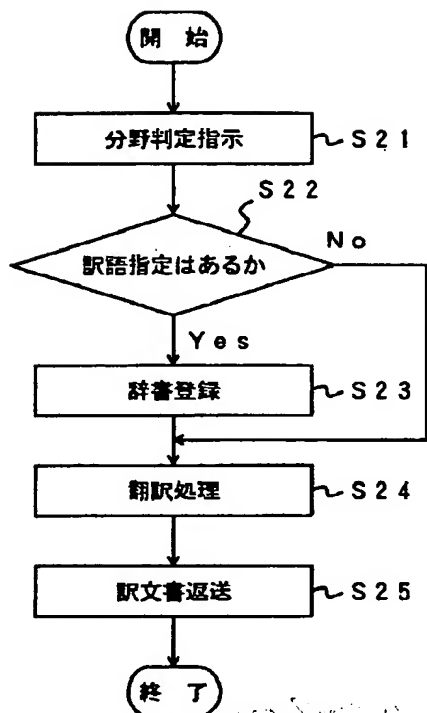 開 始
分野判定指示 S21
S22
訳語指定はあるか No
Yes
辞書登録 S23
翻訳処理 S24
訳文書返送 S25
終 了